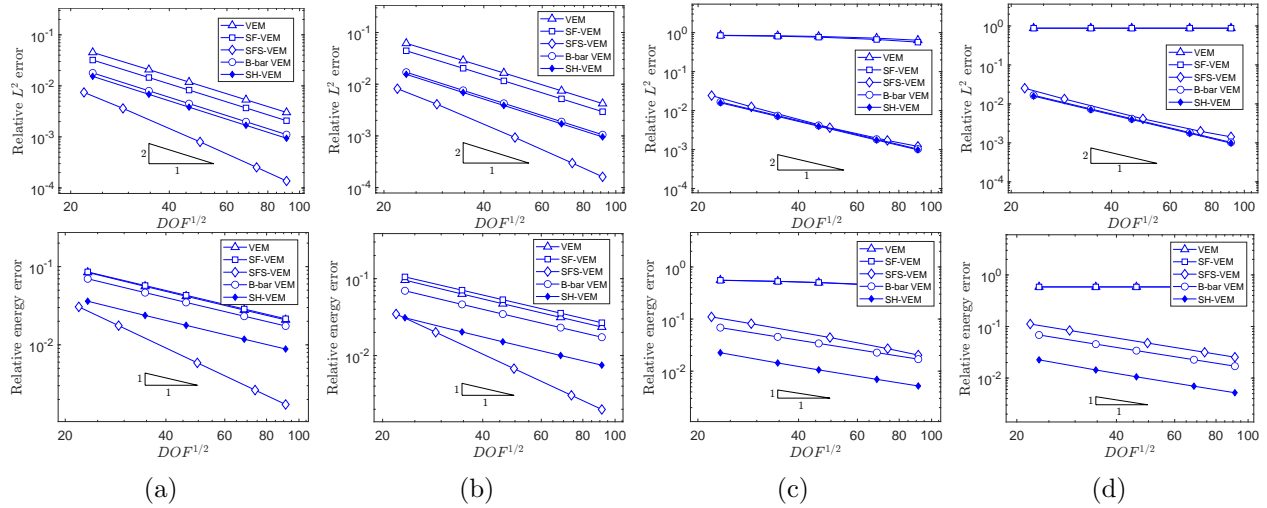 Relative L² error
10⁻¹
10⁻²
10⁻³
10⁻⁴
VEM
SF-VEM
SFS-VEM
B-bar VEM
SH-VEM
2
1
20 40 60 80 100
DOF^{1/2}
Relative L² error
10⁻¹
10⁻²
10⁻³
10⁻⁴
VEM
SF-VEM
SFS-VEM
B-bar VEM
SH-VEM
2
1
20 40 60 80 100
DOF^{1/2}
Relative L² error
10⁰
10⁻¹
10⁻²
10⁻³
10⁻⁴
VEM
SF-VEM
SFS-VEM
B-bar VEM
SH-VEM
2
1
20 40 60 80 100
DOF^{1/2}
Relative L² error
10⁰
10⁻²
10⁻⁴
VEM
SF-VEM
SFS-VEM
B-bar VEM
SH-VEM
2
1
20 40 60 80 100
DOF^{1/2}
Relative energy error
10⁻¹
10⁻²
VEM
SF-VEM
SFS-VEM
B-bar VEM
SH-VEM
1
1
20 40 60 80 100
DOF^{1/2}
Relative energy error
10⁻¹
10⁻²
VEM
SF-VEM
SFS-VEM
B-bar VEM
SH-VEM
1
1
20 40 60 80 100
DOF^{1/2}
Relative energy error
10⁰
10⁻¹
10⁻²
VEM
SF-VEM
SFS-VEM
B-bar VEM
SH-VEM
1
1
20 40 60 80 100
DOF^{1/2}
Relative energy error
10⁰
10⁻¹
10⁻²
VEM
SF-VEM
SFS-VEM
B-bar VEM
SH-VEM
1
1
20 40 60 80 100
DOF^{1/2}
(a) (b) (c) (d)